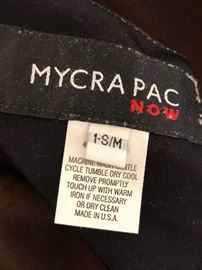 MYCRA PAC
NOW
1-S/M
MACHINE WASH GENTLE
CYCLE TUMBLE DRY COOL
REMOVE PROMPTLY
TOUCH UP WITH WARM
IRON IF NECESSARY
OR DRY CLEAN
MADE IN U.S.A.